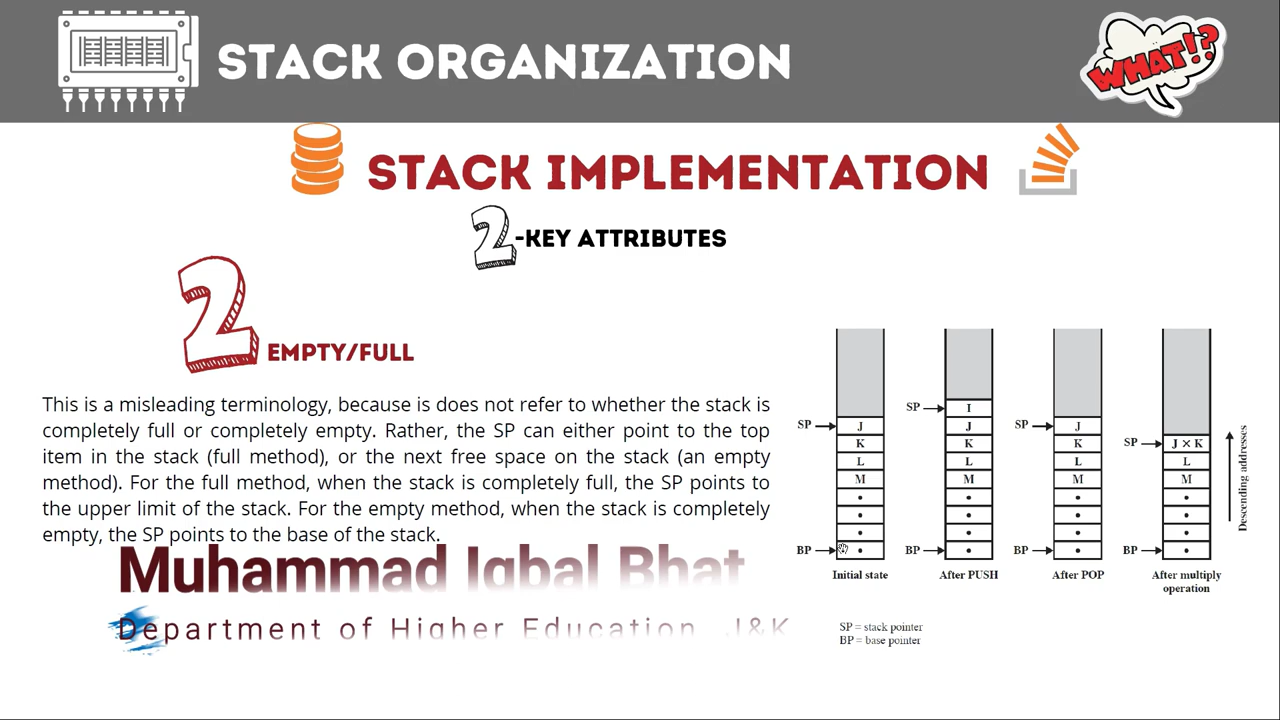 STACK ORGANIZATION
WHAT!?
STACK IMPLEMENTATION
2-KEY ATTRIBUTES
2 EMPTY/FULL
This is a misleading terminology, because is does not refer to whether the stack is
completely full or completely empty. Rather, the SP can either point to the top
item in the stack (full method), or the next free space on the stack (an empty
method). For the full method, when the stack is completely full, the SP points to
the upper limit of the stack. For the empty method, when the stack is completely
empty, the SP points to the base of the stack.
Muhammad Iqbal Bhat
Department of Higher Education, J&K
SP
J
K
L
M
BP
Initial state
SP
I
J
K
L
M
BP
After PUSH
SP
J
K
L
M
BP
After POP
SP
J × K
L
M
BP
After multiply
operation
Descending addresses
SP = stack pointer
BP = base pointer